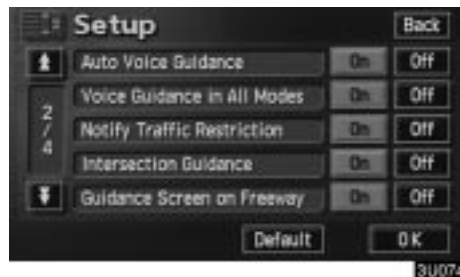 Setup Back
Auto Voice Guidance On Off
Voice Guidance in All Modes On Off
2/4
Notify Traffic Restriction On Off
Intersection Guidance On Off
Guidance Screen on Freeway On Off
Default OK